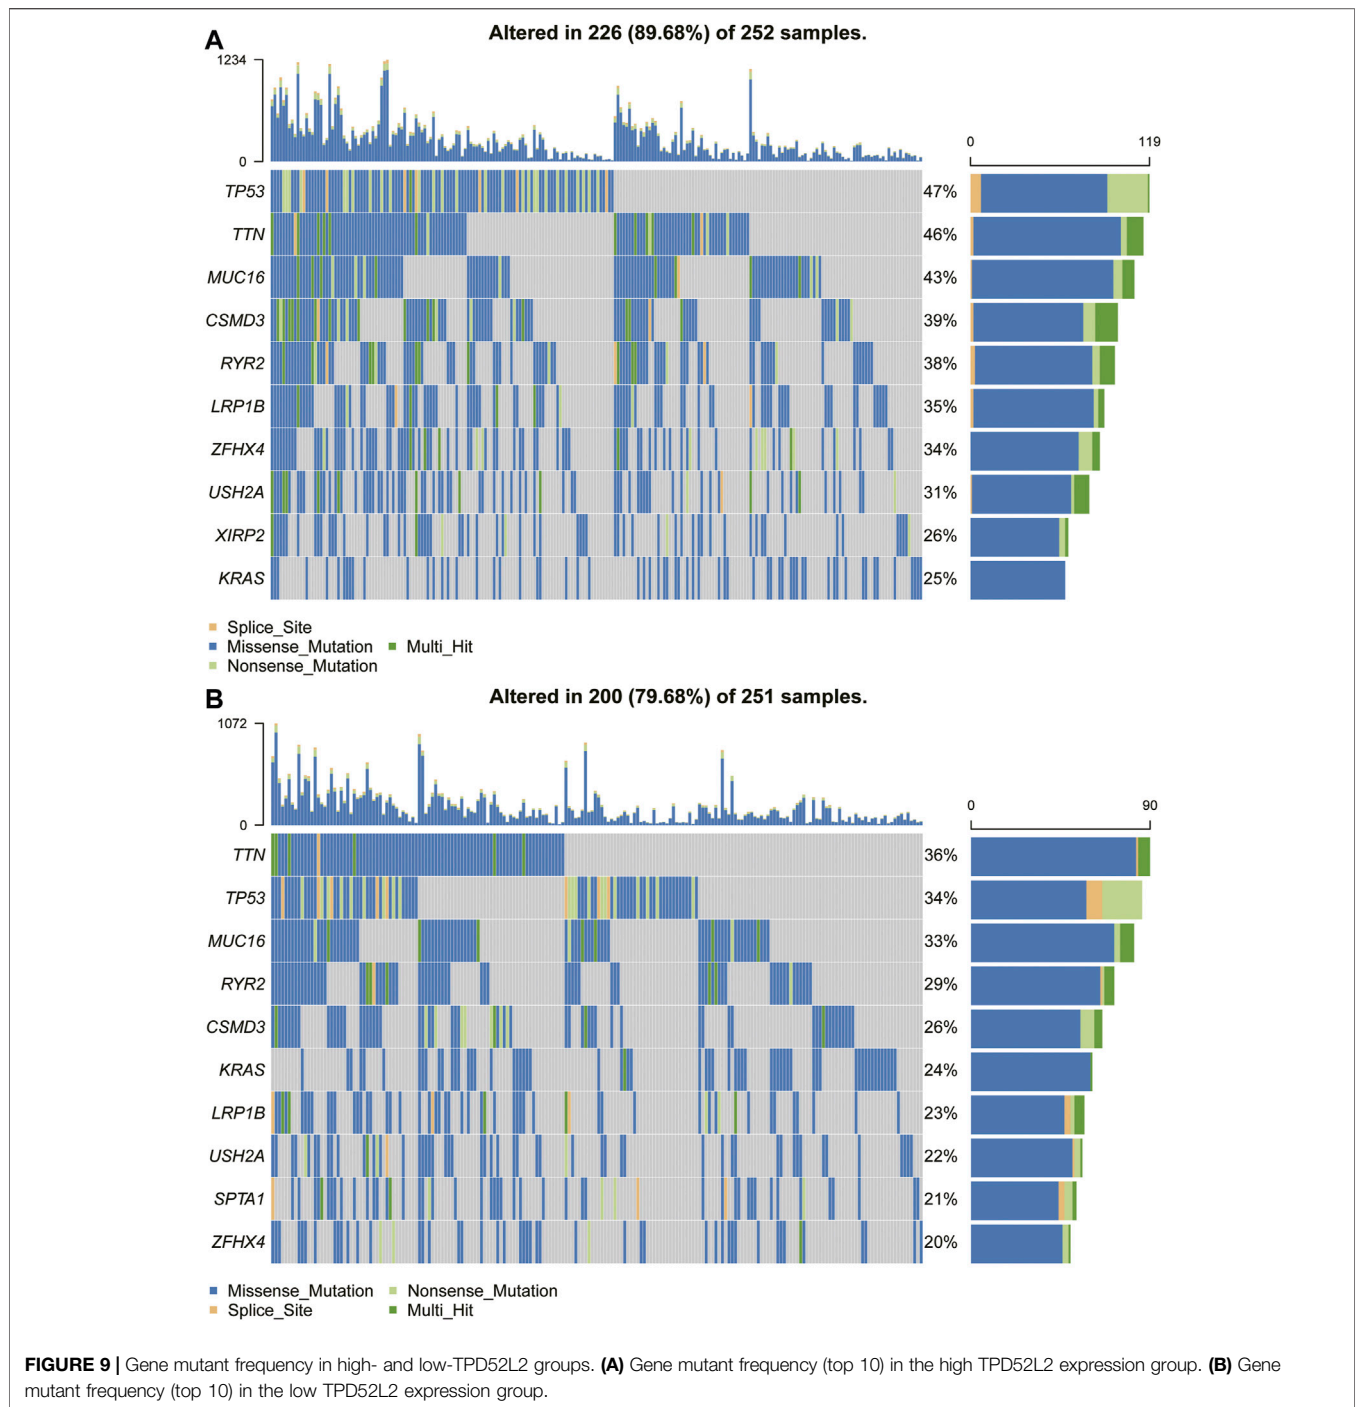 A
Altered in 226 (89.68%) of 252 samples.
1234
0
0 119
TP53 47%
TTN 46%
MUC16 43%
CSMD3 39%
RYR2 38%
LRP1B 35%
ZFHX4 34%
USH2A 31%
XIRP2 26%
KRAS 25%
Splice_Site
Missense_Mutation Multi_Hit
Nonsense_Mutation
B
Altered in 200 (79.68%) of 251 samples.
1072
0
0 90
TTN 36%
TP53 34%
MUC16 33%
RYR2 29%
CSMD3 26%
KRAS 24%
LRP1B 23%
USH2A 22%
SPTA1 21%
ZFHX4 20%
Missense_Mutation Nonsense_Mutation
Splice_Site Multi_Hit
FIGURE 9 | Gene mutant frequency in high- and low-TPD52L2 groups. (A) Gene mutant frequency (top 10) in the high TPD52L2 expression group. (B) Gene
mutant frequency (top 10) in the low TPD52L2 expression group.